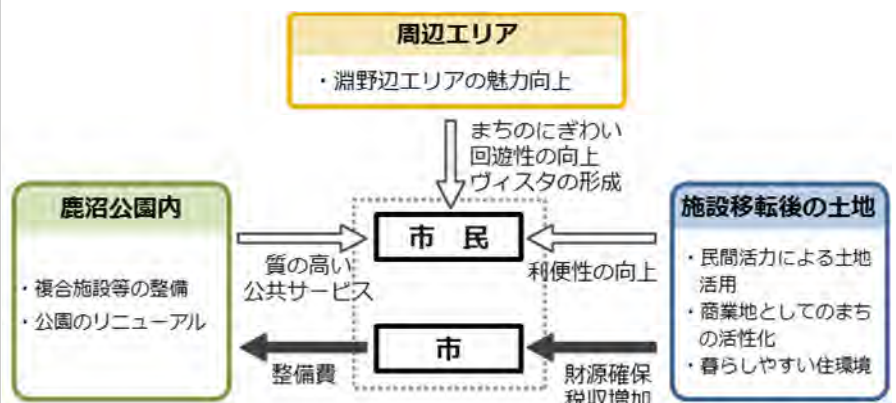 周辺エリア
・淵野辺エリアの魅力向上
まちのにぎわい
回遊性の向上
ヴィスタの形成
鹿沼公園内
・複合施設等の整備
・公園のリニューアル
質の高い
公共サービス
市 民
利便性の向上
施設移転後の土地
・民間活力による土地
活用
・商業地としてのまち
の活性化
・暮らしやすい住環境
整備費
市
財源確保
税収増加